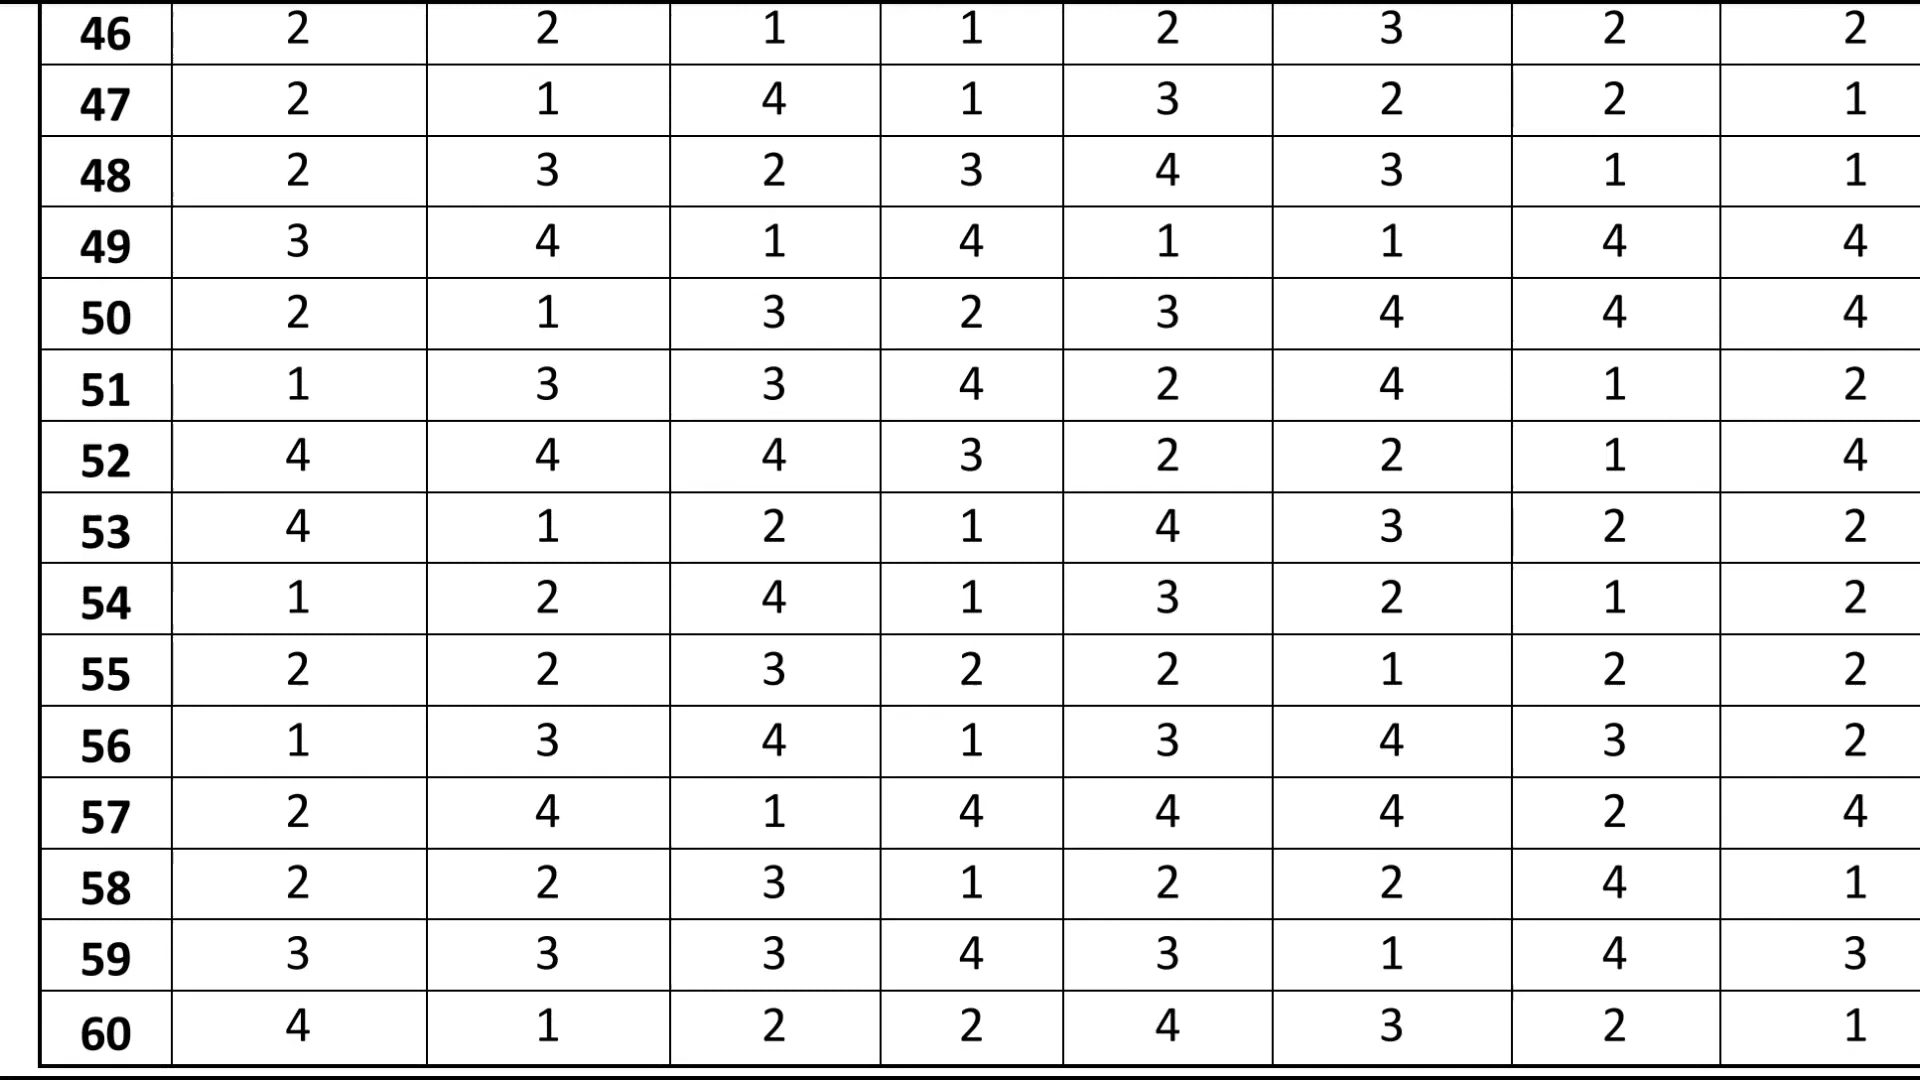 46 2 2 1 1 2 3 2 2
47 2 1 4 1 3 2 2 1
48 2 3 2 3 4 3 1 1
49 3 4 1 4 1 1 4 4
50 2 1 3 2 3 4 4 4
51 1 3 3 4 2 4 1 2
52 4 4 4 3 2 2 1 4
53 4 1 2 1 4 3 2 2
54 1 2 4 1 3 2 1 2
55 2 2 3 2 2 1 2 2
56 1 3 4 1 3 4 3 2
57 2 4 1 4 4 4 2 4
58 2 2 3 1 2 2 4 1
59 3 3 3 4 3 1 4 3
60 4 1 2 2 4 3 2 1